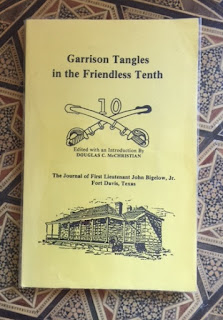 Garrison Tangles
in the Friendless Tenth
10
Edited with an Introduction By
DOUGLAS C. McCHRISTIAN
The Journal of First Lieutenant John Bigelow, Jr.
Fort Davis, Texas